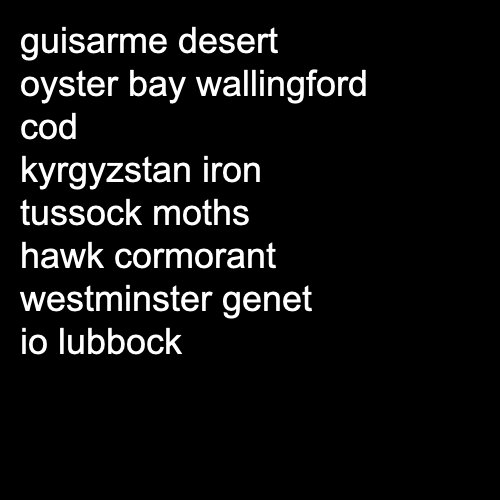 guisarme desert
oyster bay wallingford
cod
kyrgyzstan iron
tussock moths
hawk cormorant
westminster genet
io lubbock